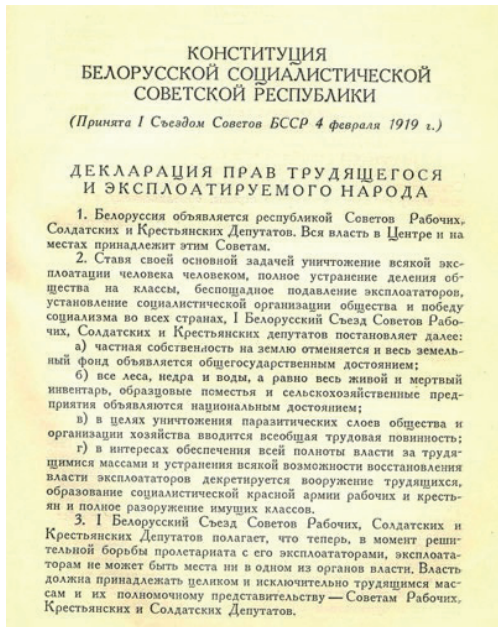 КОНСТИТУЦИЯ
БЕЛОРУССКОЙ СОЦИАЛИСТИЧЕСКОЙ
СОВЕТСКОЙ РЕСПУБЛИКИ
(Принята I Съездом Советов БССР 4 февраля 1919 г.)
ДЕКЛАРАЦИЯ ПРАВ ТРУДЯЩЕГОСЯ
И ЭКСПЛОАТИРУЕМОГО НАРОДА
1. Белоруссия объявляется республикой Советов Рабочих,
Солдатских и Крестьянских Депутатов. Вся власть в Центре и на
местах принадлежит этим Советам.
2. Ставя своей основной задачей уничтожение всякой экс-
плоатации человека человеком, полное устранение деления об-
щества на классы, беспощадное подавление эксплоататоров,
установление социалистической организации общества и победу
социализма во всех странах, I Белорусский Съезд Советов Рабо-
чих, Солдатских и Крестьянских депутатов постановляет далее:
а) частная собственность на землю отменяется и весь земель-
ный фонд объявляется общегосударственным достоянием;
б) все леса, недра и воды, а равно весь живой и мертвый
инвентарь, образцовые поместья и сельскохозяйственные пред-
приятия объявляются национальным достоянием;
в) в целях уничтожения паразитических слоев общества и
организации хозяйства вводится всеобщая трудовая повинность;
г) в интересах обеспечения всей полноты власти за трудя-
щимися массами и устранения всякой возможности восстановления
власти эксплоататоров декретируется вооружение трудящихся,
образование социалистической красной армии рабочих и кресть-
ян и полное разоружение имущих классов.
3. I Белорусский Съезд Советов Рабочих, Солдатских и
Крестьянских Депутатов полагает, что теперь, в момент реши-
тельной борьбы пролетариата с его эксплоататорами, эксплоата-
торам не может быть места ни в одном из органов власти. Власть
должна принадлежать целиком и исключительно трудящимся мас-
сам и их полномочному представительству — Советам Рабочих,
Крестьянских и Солдатских Депутатов.